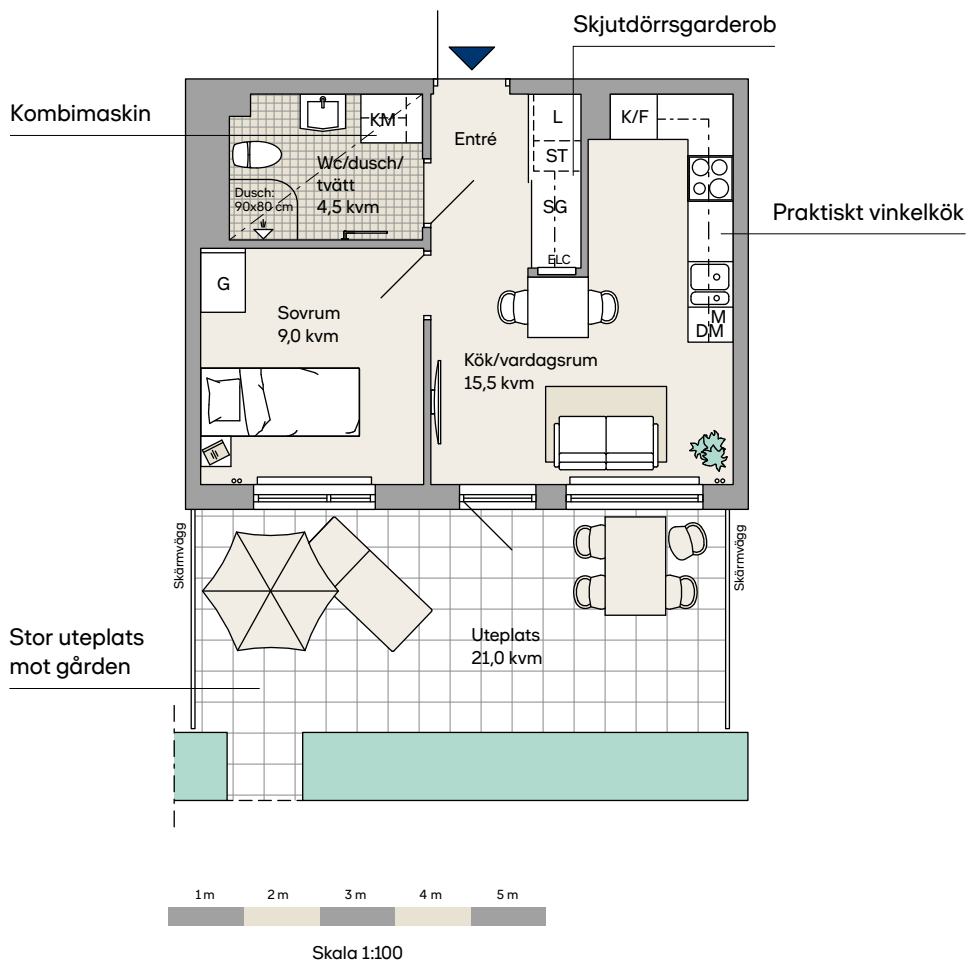 Skjutdörrsgarderob
Kombimaskin
KM
L
K/F
Entré
ST
Wc/dusch/
tvätt
4,5 kvm
Dusch:
90x80 cm
SG
Praktiskt vinkelkök
ELC
G
Sovrum
9,0 kvm
M
DM
Kök/vardagsrum
15,5 kvm
Skärmvägg
Skärmvägg
Stor uteplats
mot gården
Uteplats
21,0 kvm
1 m 2 m 3 m 4 m 5 m
Skala 1:100